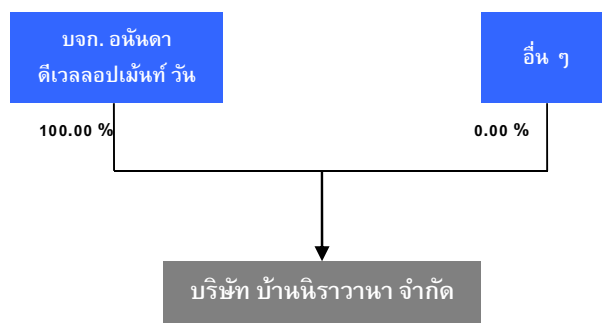 บจก. อนันดา
ดีเวลลอปเม้นท์ วัน
อื่น ๆ
100.00 %
0.00 %
บริษัท บ้านนิราวานา จำกัด